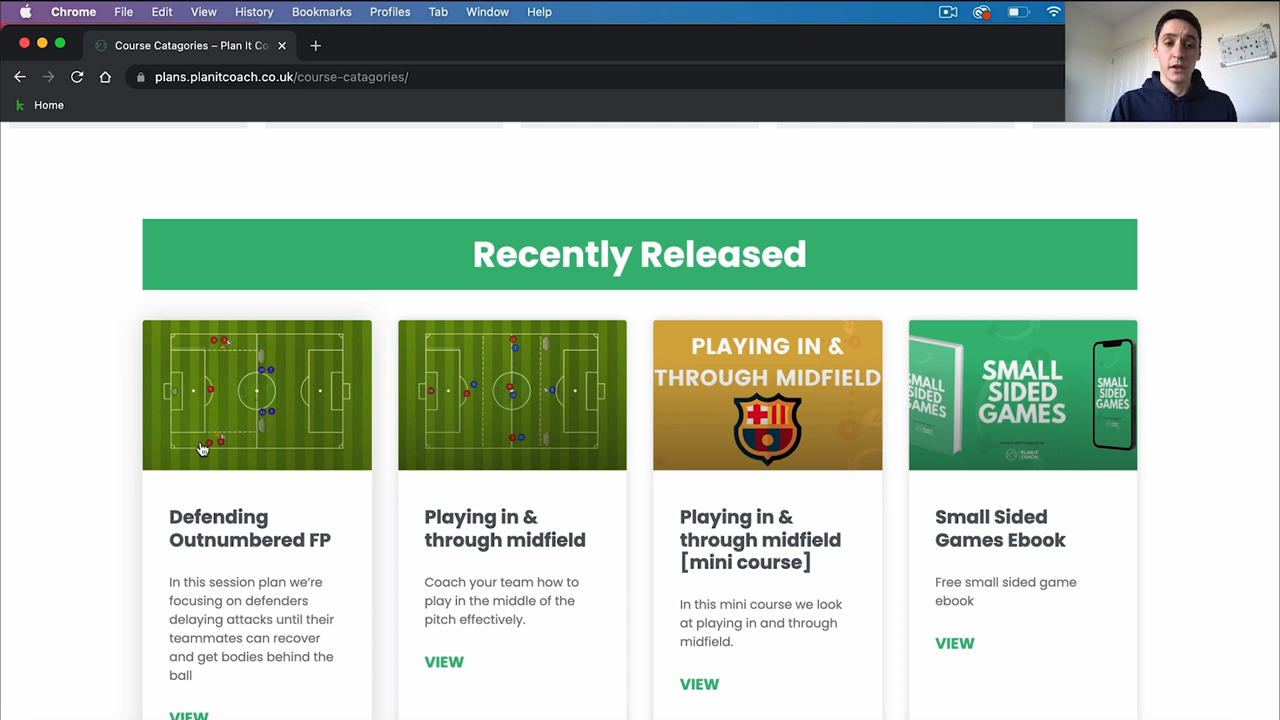 Chrome File Edit View History Bookmarks Profiles Tab Window Help
Course Catagories – Plan It Co
plans.planitcoach.co.uk/course-catagories/
Home
Recently Released
PLAYING IN &
THROUGH MIDFIELD
SMALL
SIDED
GAMES
SMALL
SIDED
GAMES
SMALL
SIDED
GAMES
PLAN IT
COACH
Defending
Outnumbered FP
In this session plan we’re
focusing on defenders
delaying attacks until their
teammates can recover
and get bodies behind the
ball
VIEW
Playing in &
through midfield
Coach your team how to
play in the middle of the
pitch effectively.
VIEW
Playing in &
through midfield
[mini course]
In this mini course we look
at playing in and through
midfield.
VIEW
Small Sided
Games Ebook
Free small sided game
ebook
VIEW